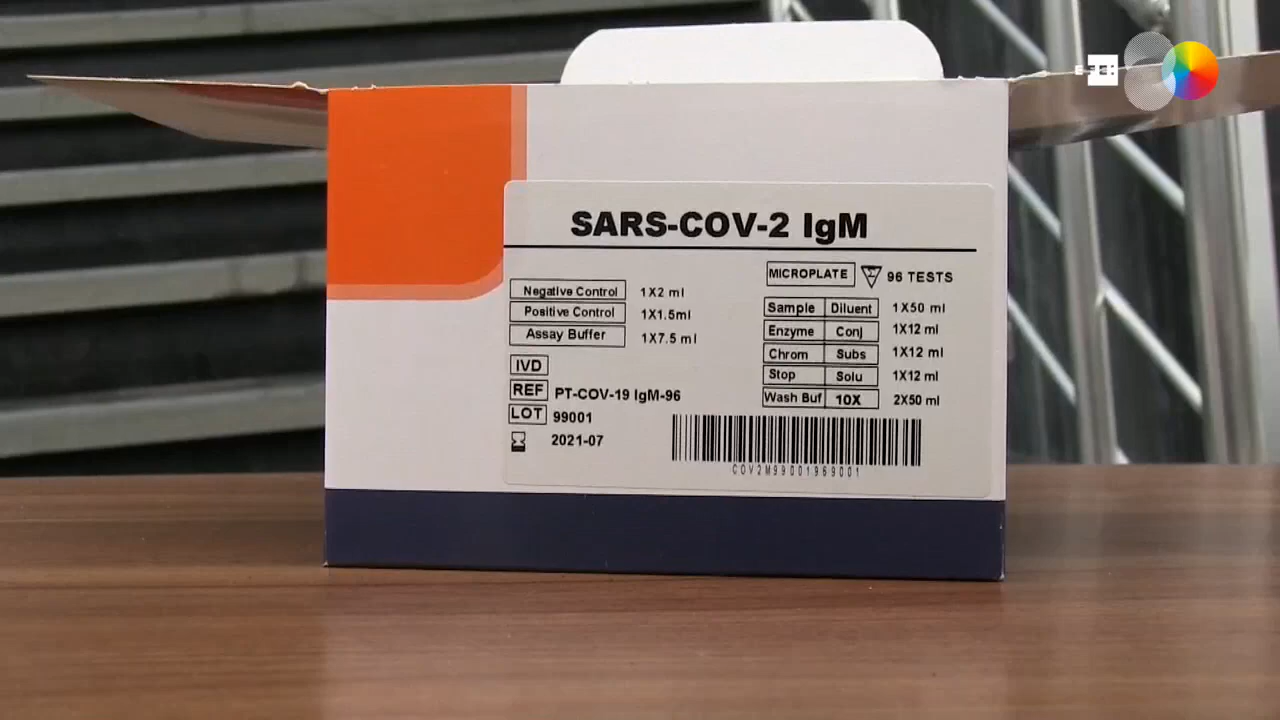 SARS-COV-2 IgM
MICROPLATE 96 TESTS
Negative Control 1X2 ml
Positive Control 1X1.5ml
Assay Buffer 1X7.5 ml
Sample Diluent 1X50 ml
Enzyme Conj 1X12 ml
Chrom Subs 1X12 ml
Stop Solu 1X12 ml
Wash Buf 10X 2X50 ml
IVD
REF PT-COV-19 IgM-96
LOT 99001
2021-07
COV2M99001969001